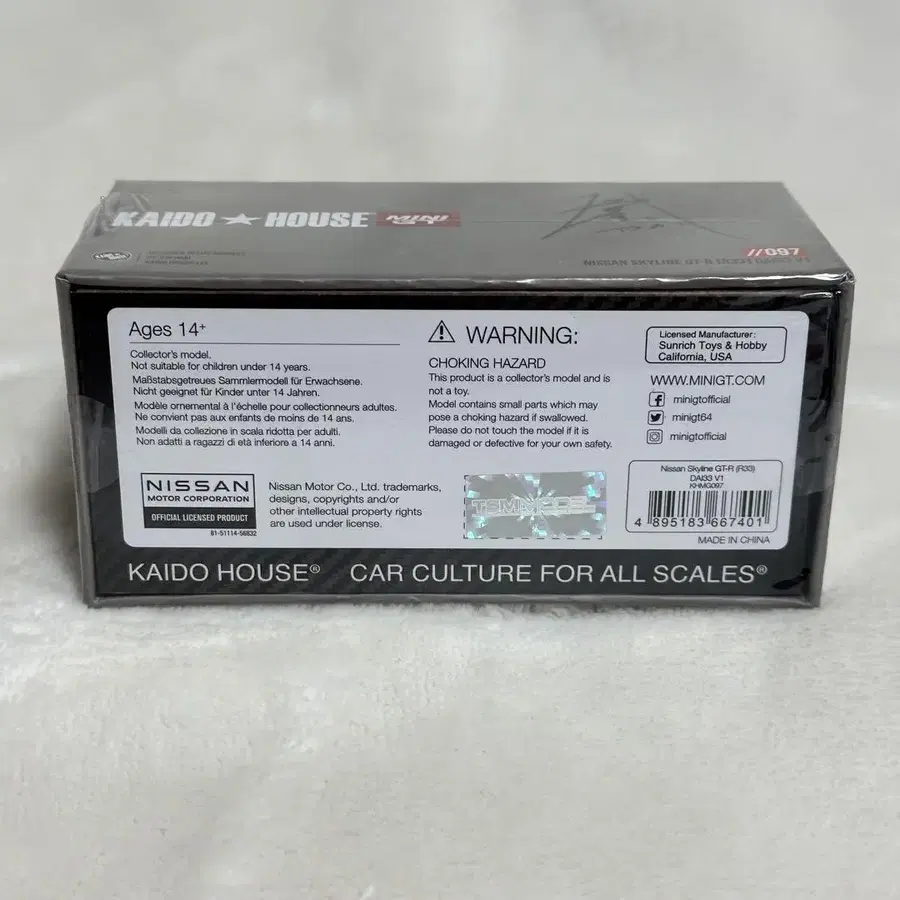 KAIDO★HOUSE MINI GT
//097
NISSAN SKYLINE GT-R (R33) DAI33 V1
Ages 14+
Collector's model.
Not suitable for children under 14 years.
Maßstabsgetreues Sammlermodell für Erwachsene.
Nicht geeignet für Kinder unter 14 Jahren.
Modèle ornemental à l'échelle pour collectionneurs adultes.
Ne convient pas aux enfants de moins de 14 ans.
Modelli da collezione in scala ridotta per adulti.
Non adatti a ragazzi di età inferiore a 14 anni.
⚠ WARNING:
CHOKING HAZARD
This product is a collector's model and is
not a toy.
Model contains small parts which may
pose a choking hazard if swallowed.
Please do not touch the model if it is
damaged or defective for your own safety.
Licensed Manufacturer:
Sunrich Toys & Hobby
California, USA
WWW.MINIGT.COM
minigtofficial
minigt64
minigtofficial
NISSAN
MOTOR CORPORATION
OFFICIAL LICENSED PRODUCT
81-51114-56832
Nissan Motor Co., Ltd. trademarks,
designs, copyrights and/or
other intellectual property rights
are used under license.
TSM MODEL
Nissan Skyline GT-R (R33)
DAI33 V1
KHMG097
4 895183 667401
MADE IN CHINA
KAIDO HOUSE® CAR CULTURE FOR ALL SCALES®